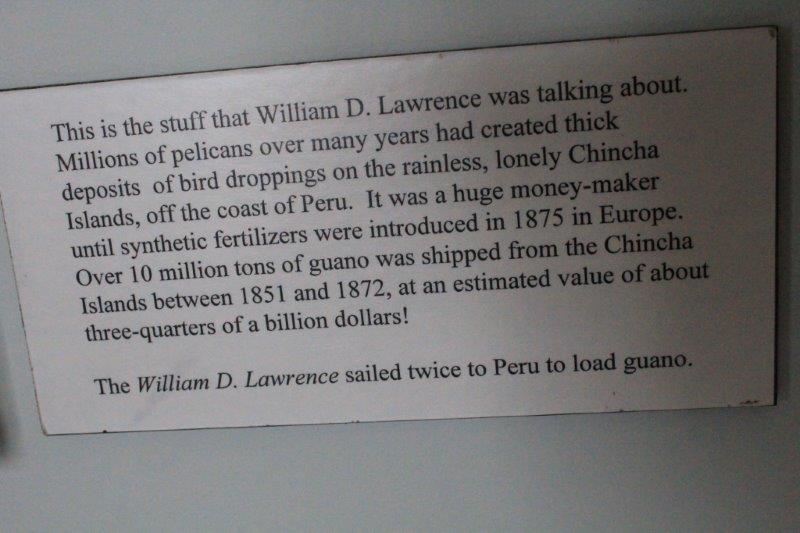 This is the stuff that William D. Lawrence was talking about.
Millions of pelicans over many years had created thick
deposits of bird droppings on the rainless, lonely Chincha
Islands, off the coast of Peru. It was a huge money-maker
until synthetic fertilizers were introduced in 1875 in Europe.
Over 10 million tons of guano was shipped from the Chincha
Islands between 1851 and 1872, at an estimated value of about
three-quarters of a billion dollars!
The William D. Lawrence sailed twice to Peru to load guano.